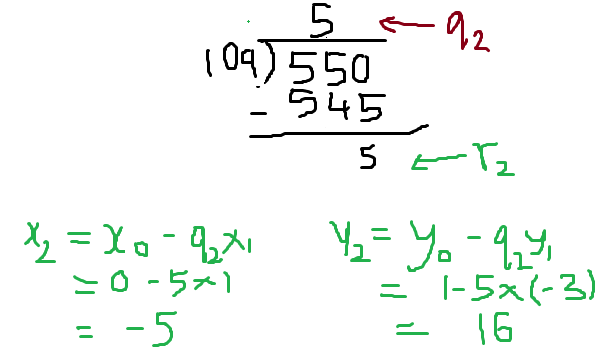 5 ← q₂
109) 550
- 545
5 ← r₂
x₂ = x₀ - q₂x₁
= 0 - 5×1
= -5
y₂ = y₀ - q₂y₁
= 1-5×(-3)
= 16